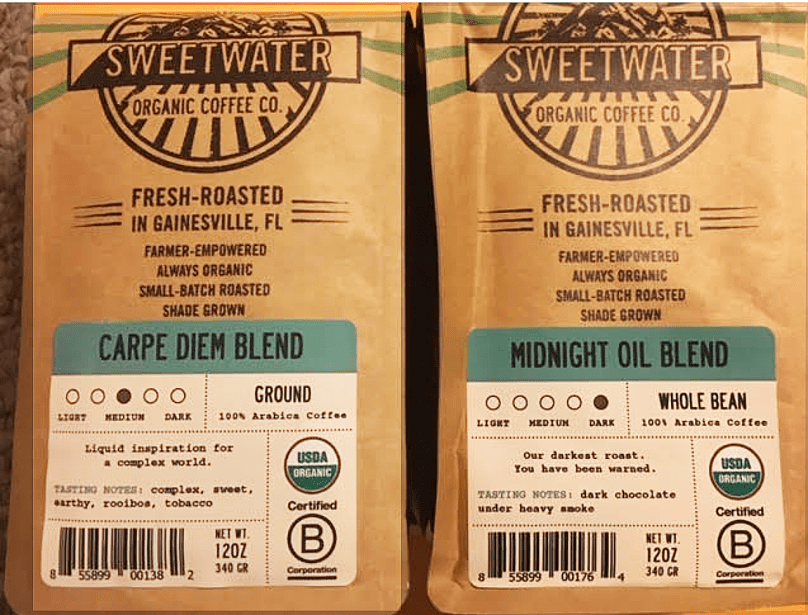 SWEETWATER
ORGANIC COFFEE CO.
FRESH-ROASTED
IN GAINESVILLE, FL
FARMER-EMPOWERED
ALWAYS ORGANIC
SMALL-BATCH ROASTED
SHADE GROWN
CARPE DIEM BLEND
LIGHT MEDIUM DARK
GROUND
100% Arabica Coffee
Liquid inspiration for
a complex world.
TASTING NOTES: complex, sweet,
earthy, rooibos, tobacco
USDA
ORGANIC
Certified
B
Corporation
NET WT.
12OZ
340 GR
8 55899 00138 2
SWEETWATER
ORGANIC COFFEE CO.
FRESH-ROASTED
IN GAINESVILLE, FL
FARMER-EMPOWERED
ALWAYS ORGANIC
SMALL-BATCH ROASTED
SHADE GROWN
MIDNIGHT OIL BLEND
LIGHT MEDIUM DARK
WHOLE BEAN
100% Arabica Coffee
Our darkest roast.
You have been warned.
TASTING NOTES: dark chocolate
under heavy smoke
USDA
ORGANIC
Certified
B
Corporation
NET WT.
12OZ
340 GR
8 55899 00176 4